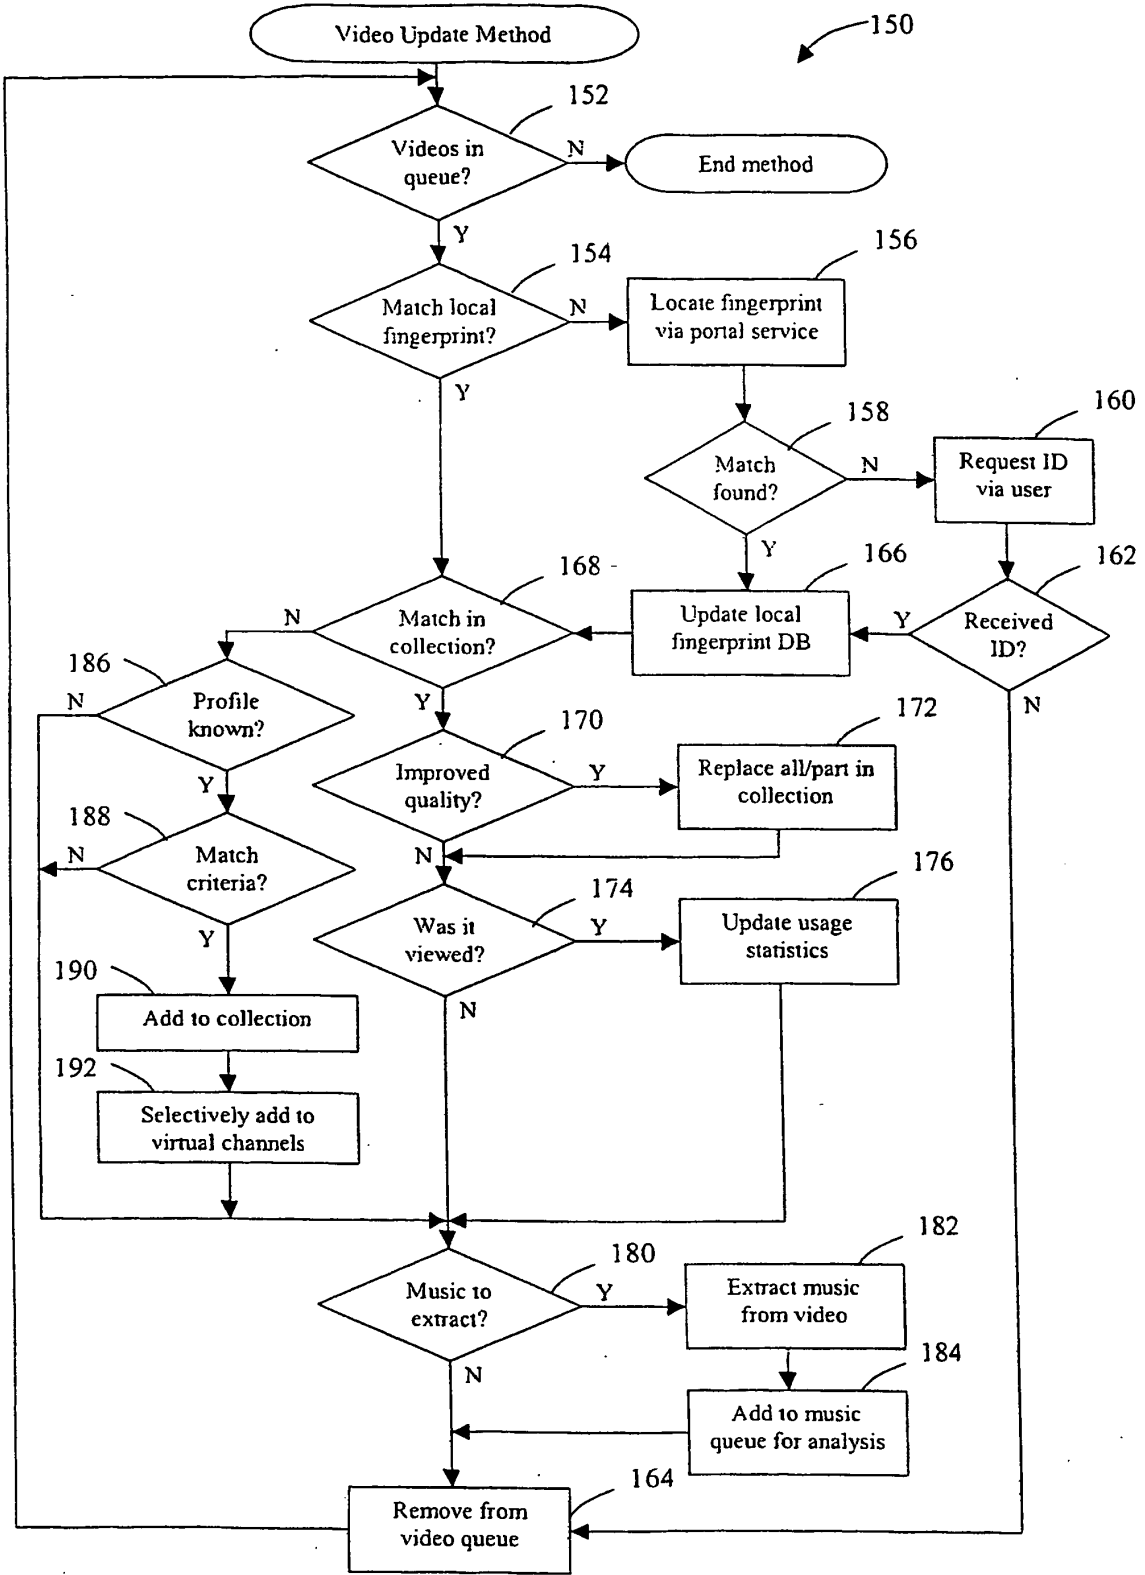 Video Update Method
150
152
Videos in
queue?
N
End method
Y
154
156
Match local
fingerprint?
N
Locate fingerprint
via portal service
Y
158
160
Match
found?
N
Request ID
via user
Y
162
168
166
N
Match in
collection?
Update local
fingerprint DB
Y
Received
ID?
186
N
Profile
known?
Y
N
170
172
Improved
quality?
Y
Replace all/part in
collection
Y
188
N
Match
criteria?
N
174
176
Was it
viewed?
Y
Update usage
statistics
Y
190
Add to collection
N
192
Selectively add to
virtual channels
180
182
Music to
extract?
Y
Extract music
from video
N
184
Add to music
queue for analysis
164
Remove from
video queue